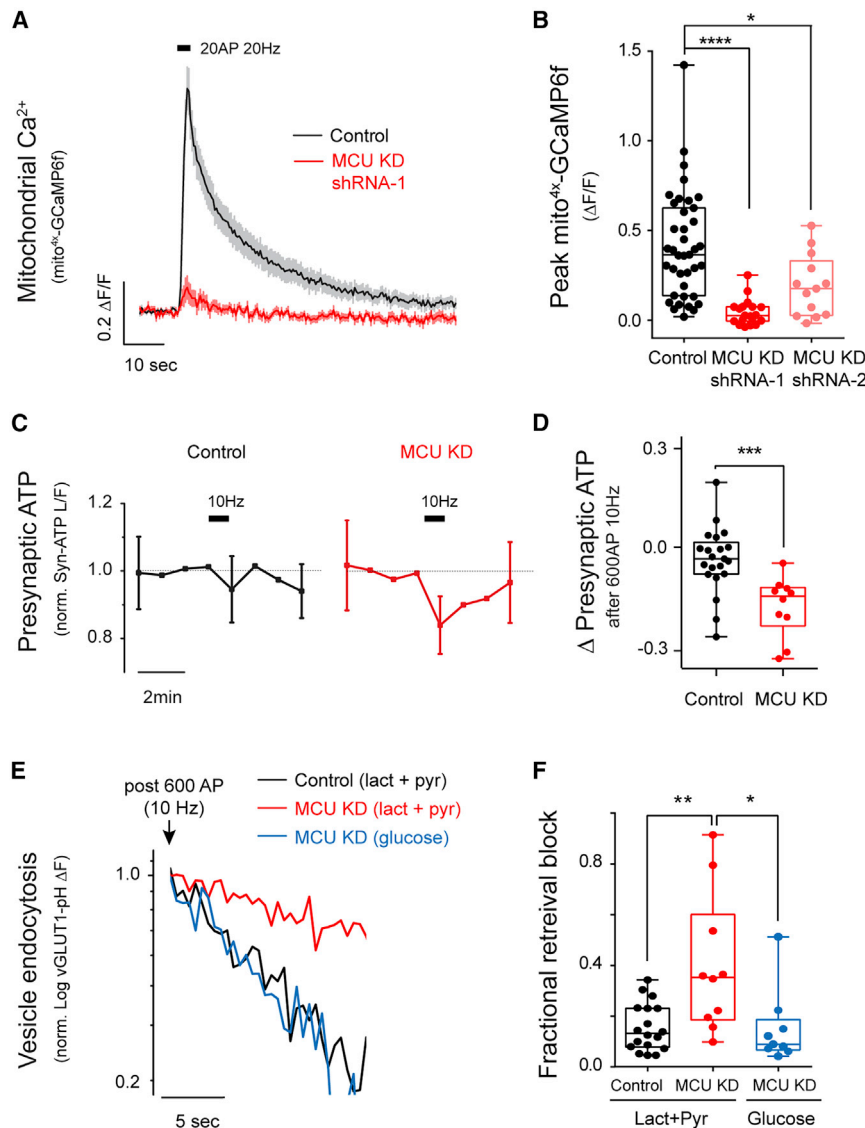 A
20AP 20Hz
Mitochondrial Ca2+
(mito4x-GCaMP6f)
Control
MCU KD
shRNA-1
0.2 ΔF/F
10 sec
B
*
****
Peak mito4x-GCaMP6f
(ΔF/F)
1.5
1.0
0.5
0.0
Control
MCU KD
shRNA-1
MCU KD
shRNA-2
C
Control
MCU KD
Presynaptic ATP
(norm. Syn-ATP L/F)
1.2
1.0
0.8
10Hz
10Hz
2min
D
***
Δ Presynaptic ATP
after 600AP 10Hz
0.3
0.0
-0.3
Control
MCU KD
E
post 600 AP
(10 Hz)
Control (lact + pyr)
MCU KD (lact + pyr)
MCU KD (glucose)
Vesicle endocytosis
(norm. Log vGLUT1-pH ΔF)
1.0
0.2
5 sec
F
**
*
Fractional retreival block
0.8
0.4
0.0
Control
MCU KD
MCU KD
Lact+Pyr
Glucose